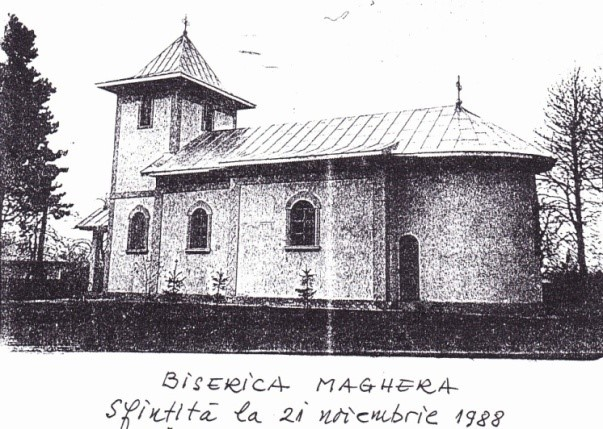 BISERICA MAGHERA
Sfințită la 21 noiembrie 1988